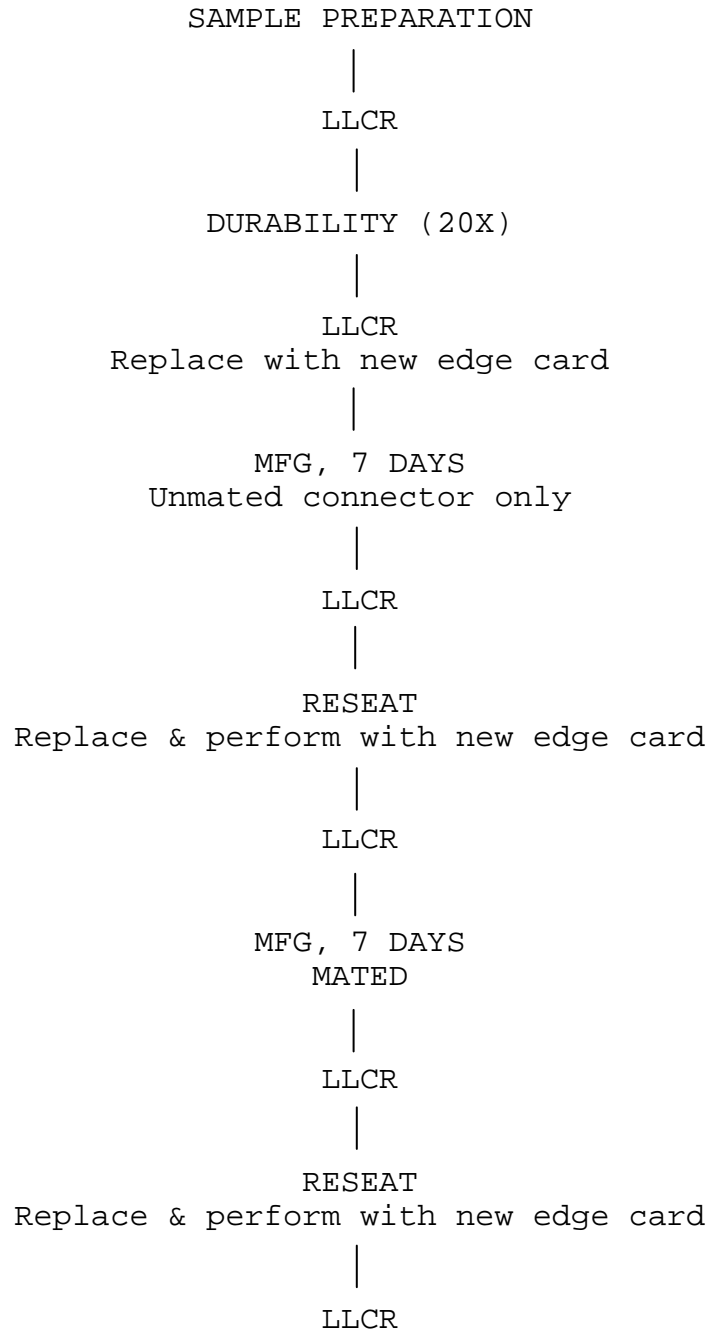 SAMPLE PREPARATION
LLCR
DURABILITY (20X)
LLCR
Replace with new edge card
MFG, 7 DAYS
Unmated connector only
LLCR
RESEAT
Replace & perform with new edge card
LLCR
MFG, 7 DAYS
MATED
LLCR
RESEAT
Replace & perform with new edge card
LLCR